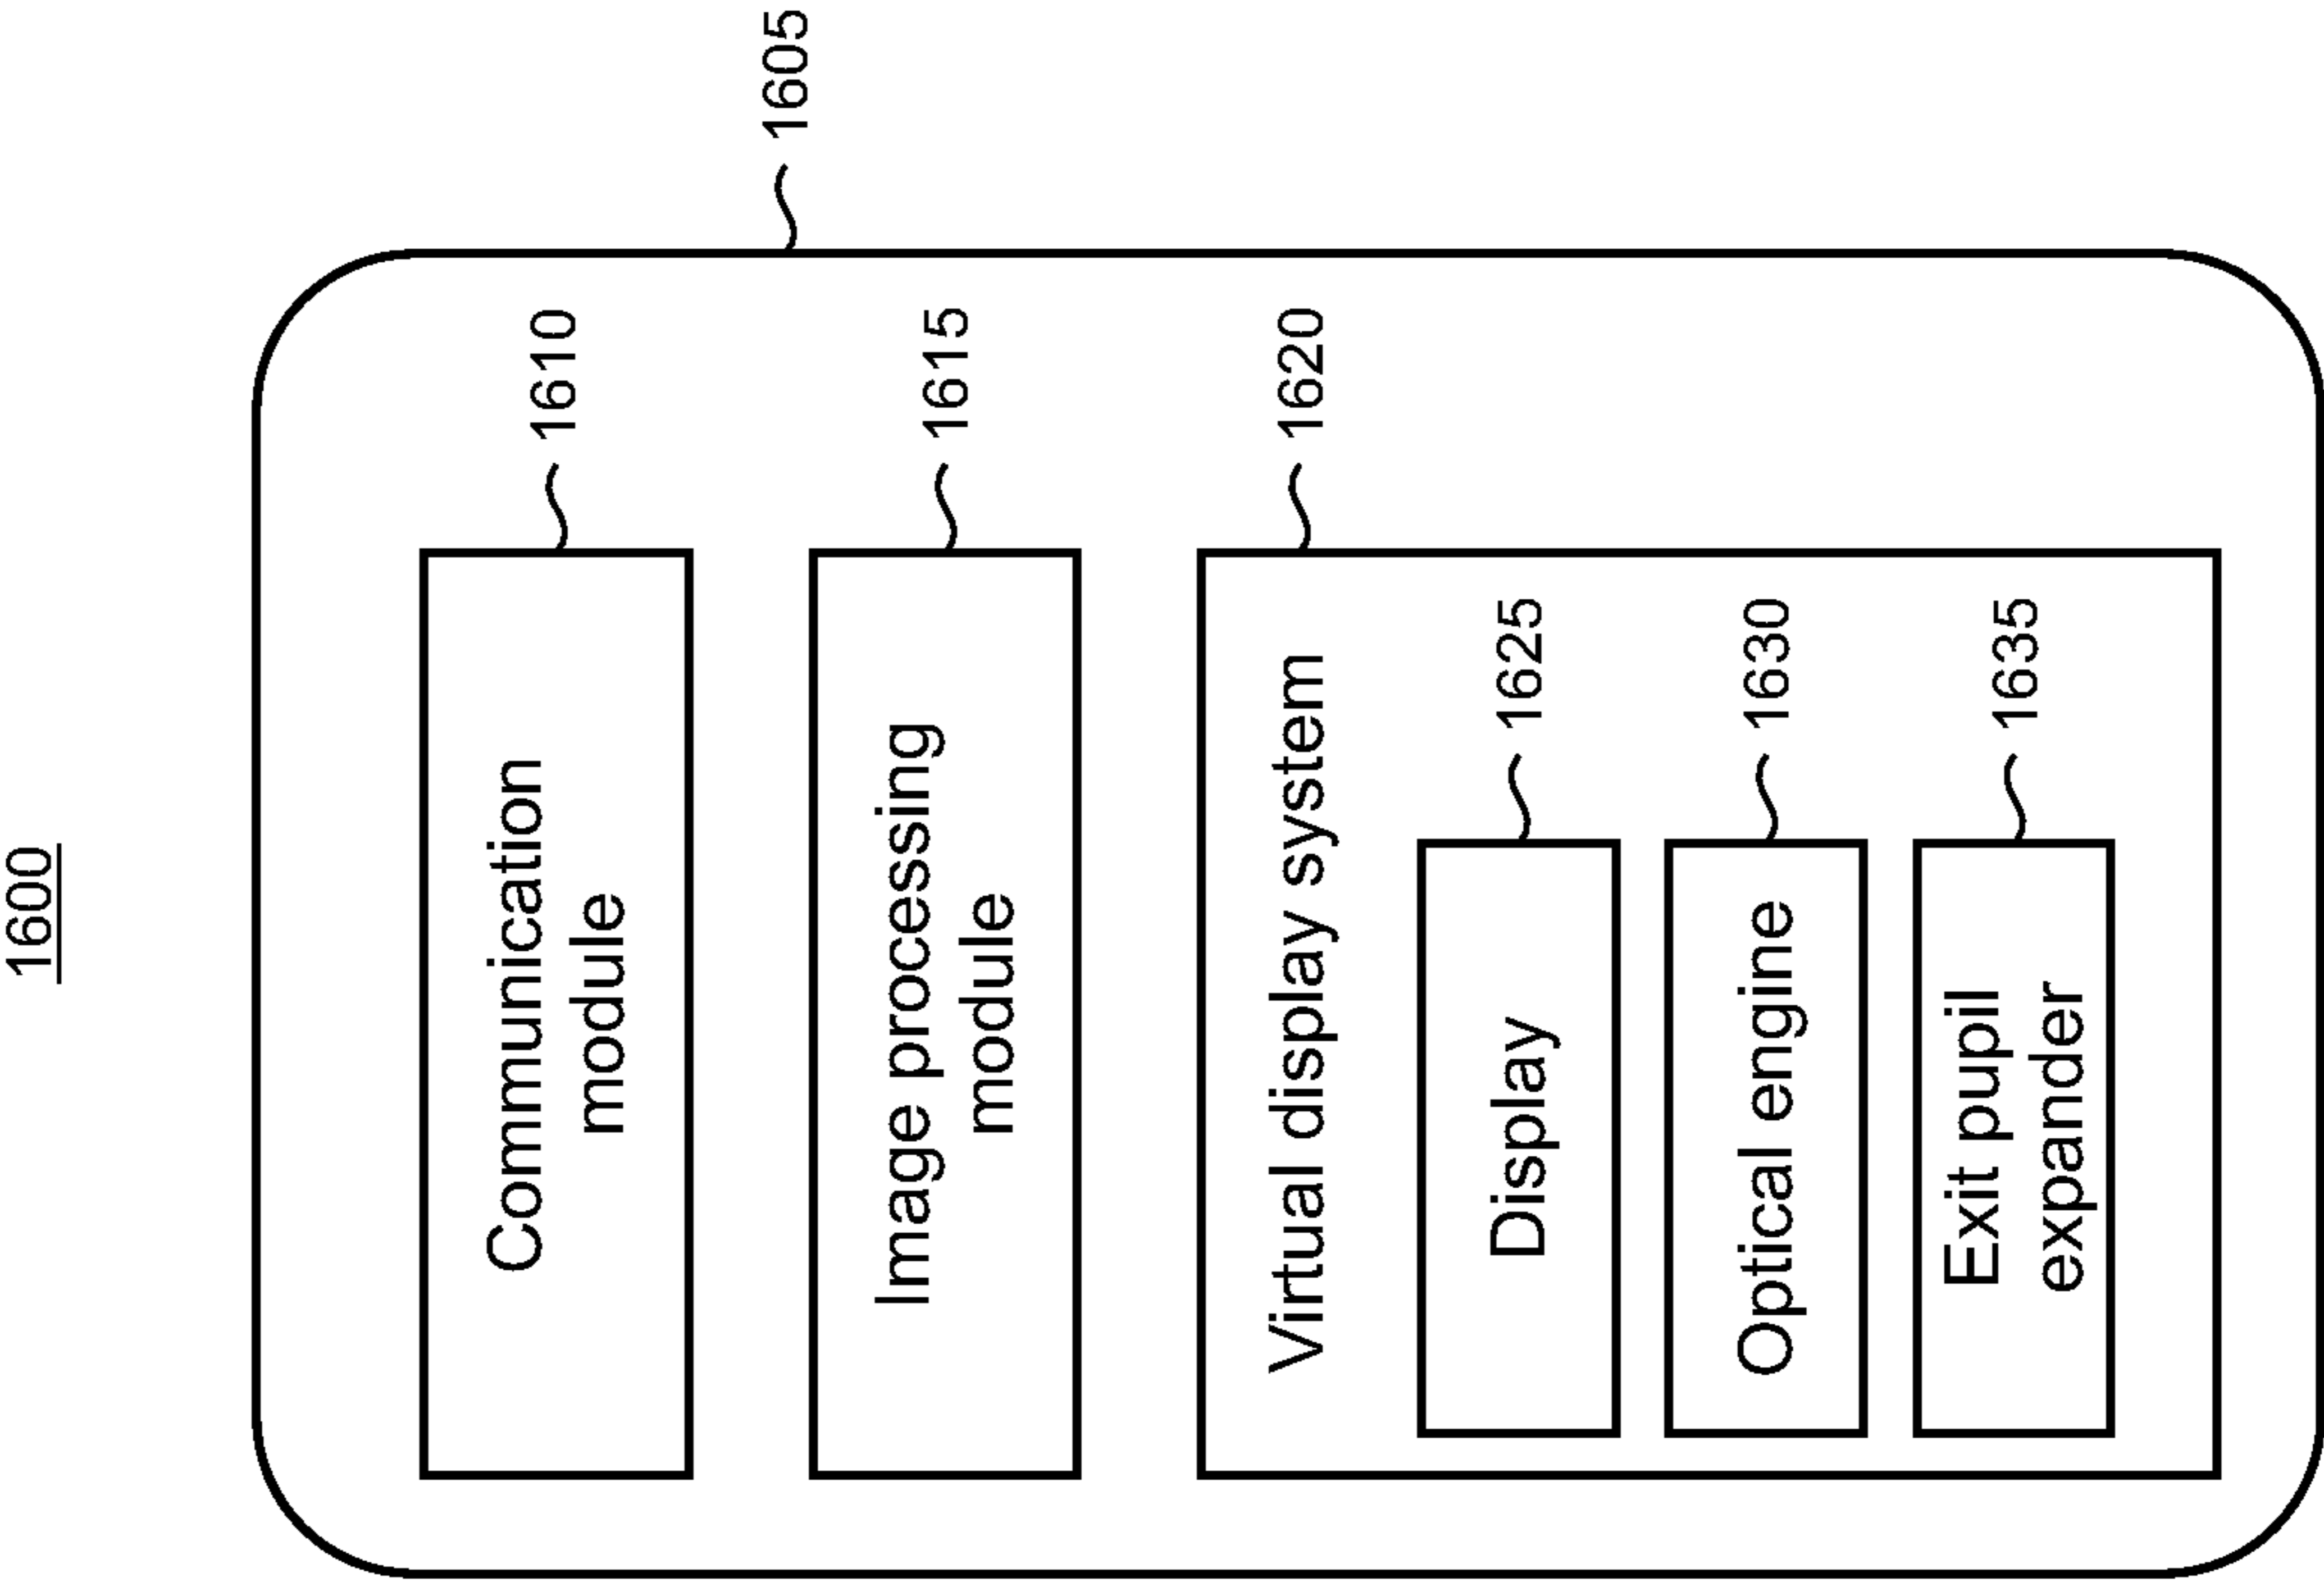 1600
1605
Communication
module
1610
Image processing
module
1615
Virtual display system
1620
Display
1625
Optical engine
1630
Exit pupil
expander
1635